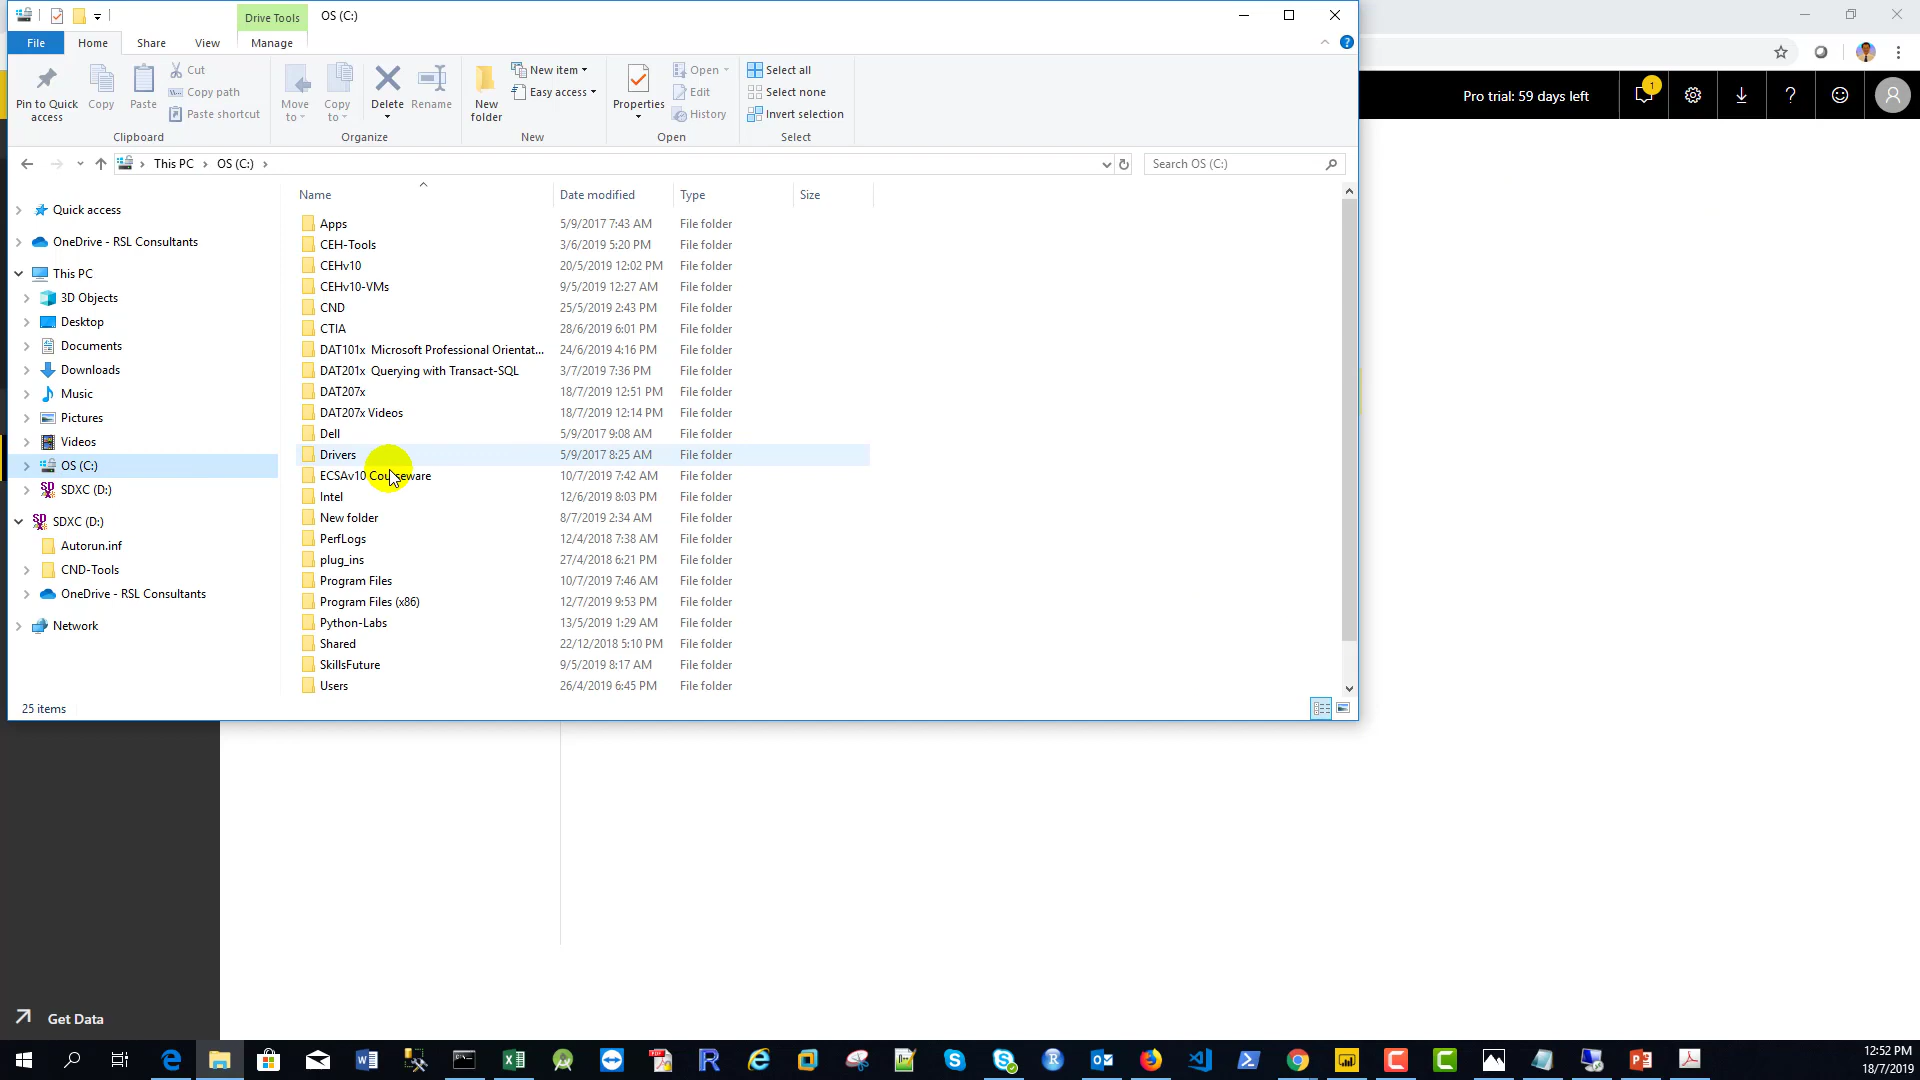 Drive Tools OS (C:)
File Home Share View Manage
Pin to Quick access
Copy
Paste
Cut
Copy path
Paste shortcut
Clipboard
Move to
Copy to
Delete
Rename
Organize
New folder
New item
Easy access
New
Properties
Open
Edit
History
Open
Select all
Select none
Invert selection
Select
This PC OS (C:)
Search OS (C:)
Pro trial: 59 days left
1
?
Quick access
OneDrive - RSL Consultants
This PC
3D Objects
Desktop
Documents
Downloads
Music
Pictures
Videos
OS (C:)
SDXC (D:)
SDXC (D:)
Autorun.inf
CND-Tools
OneDrive - RSL Consultants
Network
Name Date modified Type Size
Apps 5/9/2017 7:43 AM File folder
CEH-Tools 3/6/2019 5:20 PM File folder
CEHv10 20/5/2019 12:02 PM File folder
CEHv10-VMs 9/5/2019 12:27 AM File folder
CND 25/5/2019 2:43 PM File folder
CTIA 28/6/2019 6:01 PM File folder
DAT101x Microsoft Professional Orientat... 24/6/2019 4:16 PM File folder
DAT201x Querying with Transact-SQL 3/7/2019 7:36 PM File folder
DAT207x 18/7/2019 12:51 PM File folder
DAT207x Videos 18/7/2019 12:14 PM File folder
Dell 5/9/2017 9:08 AM File folder
Drivers 5/9/2017 8:25 AM File folder
ECSAv10 Courseware 10/7/2019 7:42 AM File folder
Intel 12/6/2019 8:03 PM File folder
New folder 8/7/2019 2:34 AM File folder
PerfLogs 12/4/2018 7:38 AM File folder
plug_ins 27/4/2018 6:21 PM File folder
Program Files 10/7/2019 7:46 AM File folder
Program Files (x86) 12/7/2019 9:53 PM File folder
Python-Labs 13/5/2019 1:29 AM File folder
Shared 22/12/2018 5:10 PM File folder
SkillsFuture 9/5/2019 8:17 AM File folder
Users 26/4/2019 6:45 PM File folder
25 items
Get Data
12:52 PM
18/7/2019